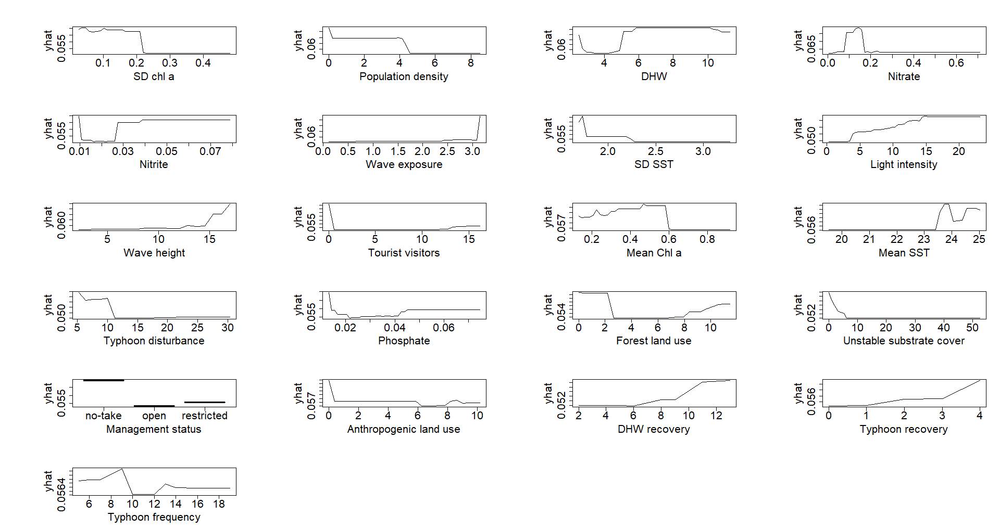 yhat
0.055
0.1 0.2 0.3 0.4
SD chl a
yhat
0.06
0 2 4 6 8
Population density
yhat
0.06
4 6 8 10
DHW
yhat
0.065
0.0 0.2 0.4 0.6
Nitrate
yhat
0.055
0.01 0.03 0.05 0.07
Nitrite
yhat
0.06
0.0 0.5 1.0 1.5 2.0 2.5 3.0
Wave exposure
yhat
0.055
2.0 2.5 3.0
SD SST
yhat
0.050
0 5 10 15 20
Light intensity
yhat
0.060
5 10 15
Wave height
yhat
0.055
0 5 10 15
Tourist visitors
yhat
0.057
0.2 0.4 0.6 0.8
Mean Chl a
yhat
0.056
20 21 22 23 24 25
Mean SST
yhat
0.050
5 10 15 20 25 30
Typhoon disturbance
yhat
0.055
0.02 0.04 0.06
Phosphate
yhat
0.054
0 2 4 6 8 10
Forest land use
yhat
0.052
0 10 20 30 40 50
Unstable substrate cover
yhat
0.055
no-take open restricted
Management status
yhat
0.057
0 2 4 6 8 10
Anthropogenic land use
yhat
0.052
2 4 6 8 10 12
DHW recovery
yhat
0.056
0 1 2 3 4
Typhoon recovery
yhat
0.0564
6 8 10 12 14 16 18
Typhoon frequency